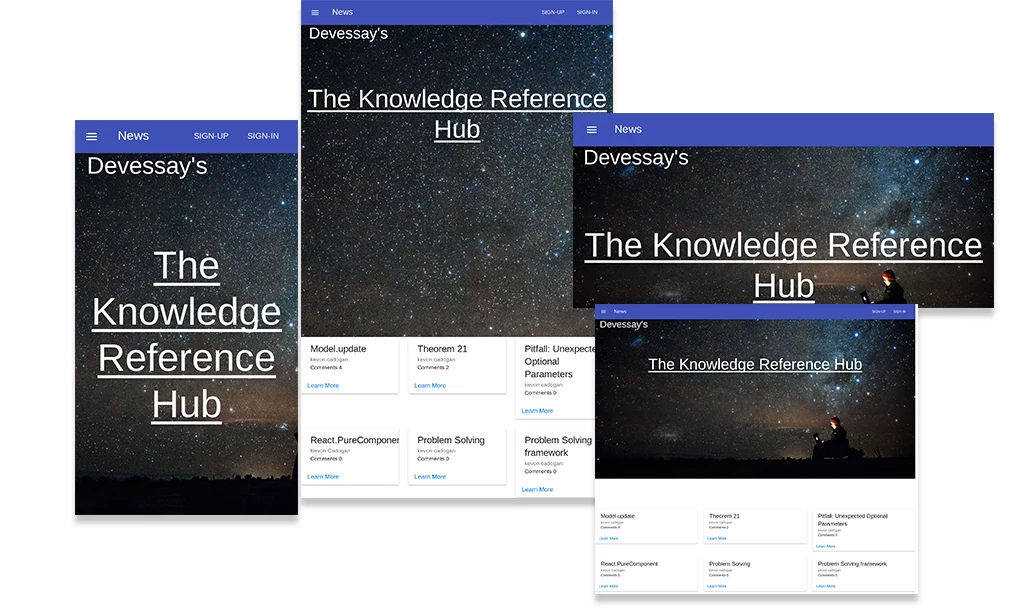 News SIGN-UP SIGN-IN
Devessay's
The
Knowledge
Reference
Hub
News SIGN-UP SIGN-IN
Devessay's
The Knowledge Reference
Hub
Model.update
kevon cadogan
Comments 4
Learn More
Theorem 21
kevon cadogan
Comments 2
Learn More
Pitfall: Unexpecte
Optional
Parameters
kevon cadogan
Comments 0
Learn More
React.PureComponen
Kevon Cadogan
Comments 0
Learn More
Problem Solving
kevon cadogan
Comments 0
Learn More
Problem Solving
framework
kevon cadogan
Comments 0
Learn More
News
Devessay's
The Knowledge Reference
Hub
News SIGN-UP SIGN-IN
Devessay's
The Knowledge Reference Hub
Model.update
kevon cadogan
Comments 4
Learn More
Theorem 21
kevon cadogan
Comments 2
Learn More
Pitfall: Unexpected Optional
Parameters
kevon cadogan
Comments 0
Learn More
React.PureComponent
Kevon Cadogan
Comments 0
Learn More
Problem Solving
kevon cadogan
Comments 0
Learn More
Problem Solving framework
kevon cadogan
Comments 0
Learn More